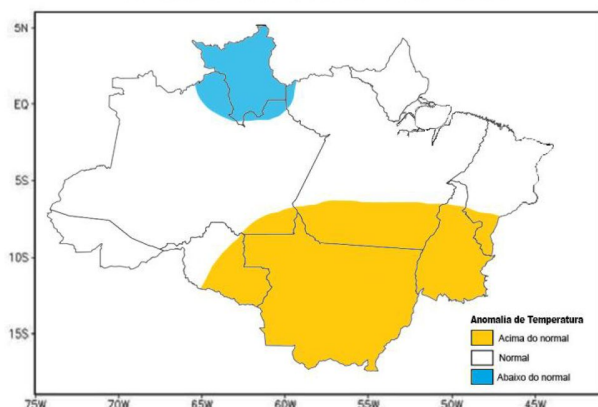 5N
EQ
5S
10S
15S
75W 70W 65W 60W 55W 50W 45W
Anomalia de Temperatura
Acima do normal
Normal
Abaixo do normal